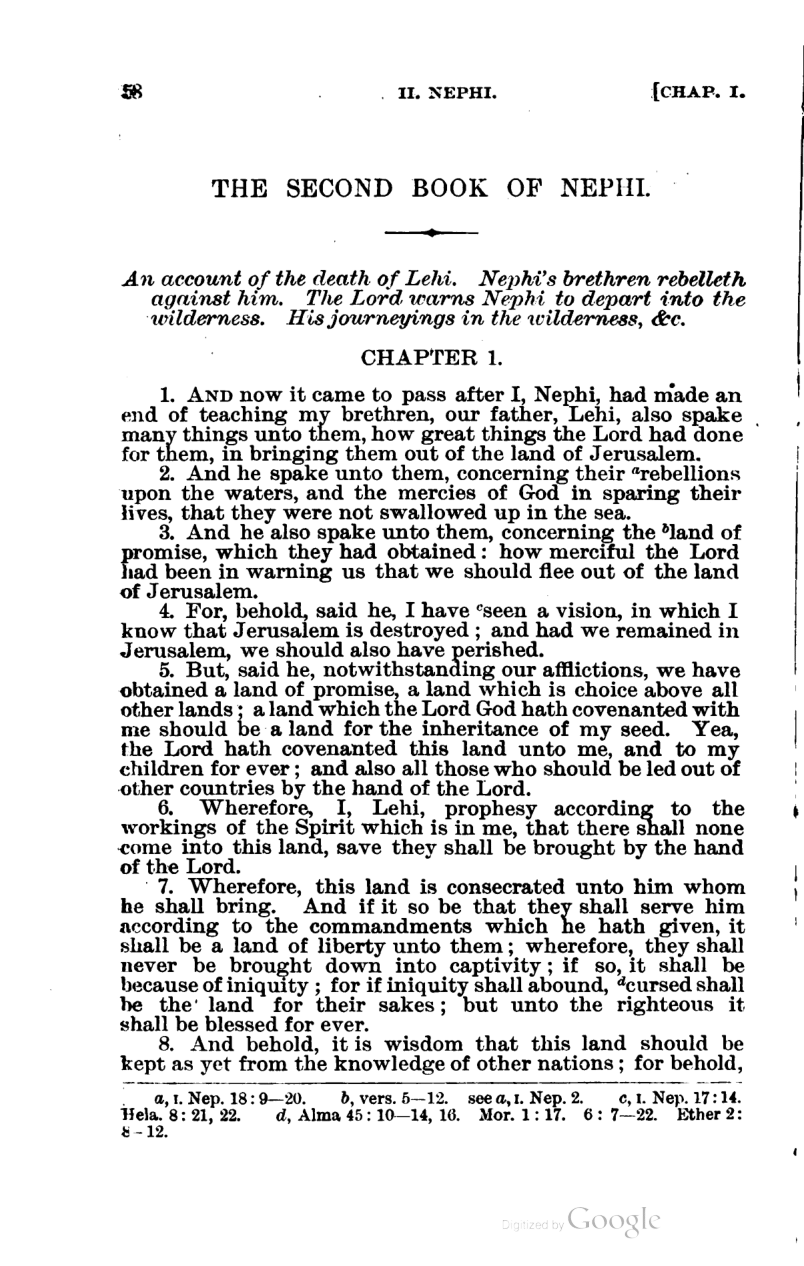 58 II. NEPHI. [CHAP. I.
THE SECOND BOOK OF NEPHI.
An account of the death of Lehi. Nephi's brethren rebelleth
against him. The Lord warns Nephi to depart into the
wilderness. His journeyings in the wilderness, &c.
CHAPTER 1.
1. AND now it came to pass after I, Nephi, had made an
end of teaching my brethren, our father, Lehi, also spake
many things unto them, how great things the Lord had done
for them, in bringing them out of the land of Jerusalem.
2. And he spake unto them, concerning their ᵃrebellions
upon the waters, and the mercies of God in sparing their
lives, that they were not swallowed up in the sea.
3. And he also spake unto them, concerning the ᵇland of
promise, which they had obtained: how merciful the Lord
had been in warning us that we should flee out of the land
of Jerusalem.
4. For, behold, said he, I have ᶜseen a vision, in which I
know that Jerusalem is destroyed; and had we remained in
Jerusalem, we should also have perished.
5. But, said he, notwithstanding our afflictions, we have
obtained a land of promise, a land which is choice above all
other lands; a land which the Lord God hath covenanted with
me should be a land for the inheritance of my seed. Yea,
the Lord hath covenanted this land unto me, and to my
children for ever; and also all those who should be led out of
other countries by the hand of the Lord.
6. Wherefore, I, Lehi, prophesy according to the
workings of the Spirit which is in me, that there shall none
come into this land, save they shall be brought by the hand
of the Lord.
7. Wherefore, this land is consecrated unto him whom
he shall bring. And if it so be that they shall serve him
according to the commandments which he hath given, it
shall be a land of liberty unto them; wherefore, they shall
never be brought down into captivity; if so, it shall be
because of iniquity; for if iniquity shall abound, ᵈcursed shall
be the land for their sakes; but unto the righteous it
shall be blessed for ever.
8. And behold, it is wisdom that this land should be
kept as yet from the knowledge of other nations; for behold,
a, I. Nep. 18: 9—20. b, vers. 5—12. see a, I. Nep. 2. c, I. Nep. 17: 14.
Hela. 8: 21, 22. d, Alma 45: 10—14, 16. Mor. 1: 17. 6: 7—22. Ether 2:
8-12.
Digitized by Google